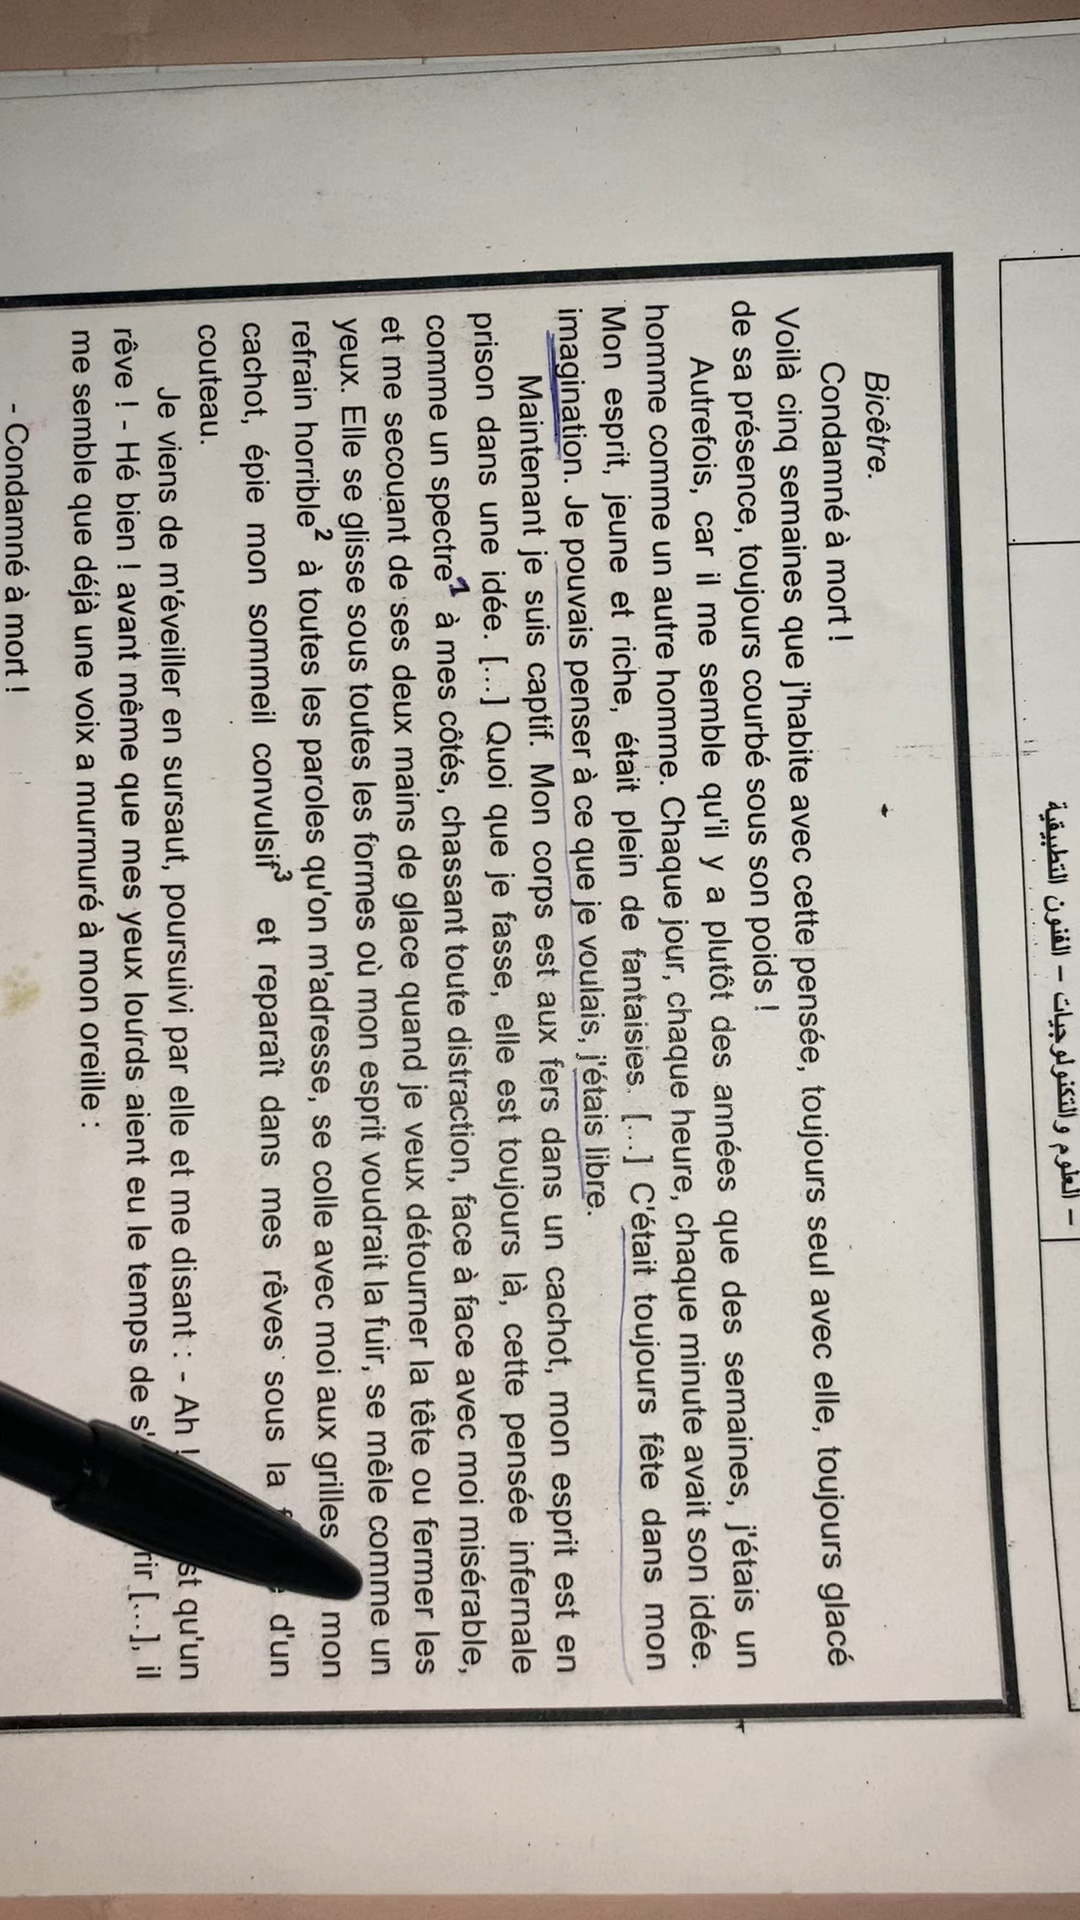 – العلوم والتكنولوجيات – الفنون التطبيقية
Bicêtre.
Condamné à mort !
Voilà cinq semaines que j'habite avec cette pensée, toujours seul avec elle, toujours glacé
de sa présence, toujours courbé sous son poids !
Autrefois, car il me semble qu'il y a plutôt des années que des semaines, j'étais un
homme comme un autre homme. Chaque jour, chaque heure, chaque minute avait son idée.
Mon esprit, jeune et riche, était plein de fantaisies. [...] C'était toujours fête dans mon
imagination. Je pouvais penser à ce que je voulais, j'étais libre.
Maintenant je suis captif. Mon corps est aux fers dans un cachot, mon esprit est en
prison dans une idée. [...] Quoi que je fasse, elle est toujours là, cette pensée infernale
comme un spectre1 à mes côtés, chassant toute distraction, face à face avec moi misérable,
et me secouant de ses deux mains de glace quand je veux détourner la tête ou fermer les
yeux. Elle se glisse sous toutes les formes où mon esprit voudrait la fuir, se mêle comme un
refrain horrible2 à toutes les paroles qu'on m'adresse, se colle avec moi aux grilles mon
cachot, épie mon sommeil convulsif3 et reparaît dans mes rêves sous la d'un
couteau.
Je viens de m'éveiller en sursaut, poursuivi par elle et me disant : - Ah ! qu'un
rêve ! - Hé bien ! avant même que mes yeux lourds aient eu le temps de [...], il
me semble que déjà une voix a murmuré à mon oreille :
- Condamné à mort !